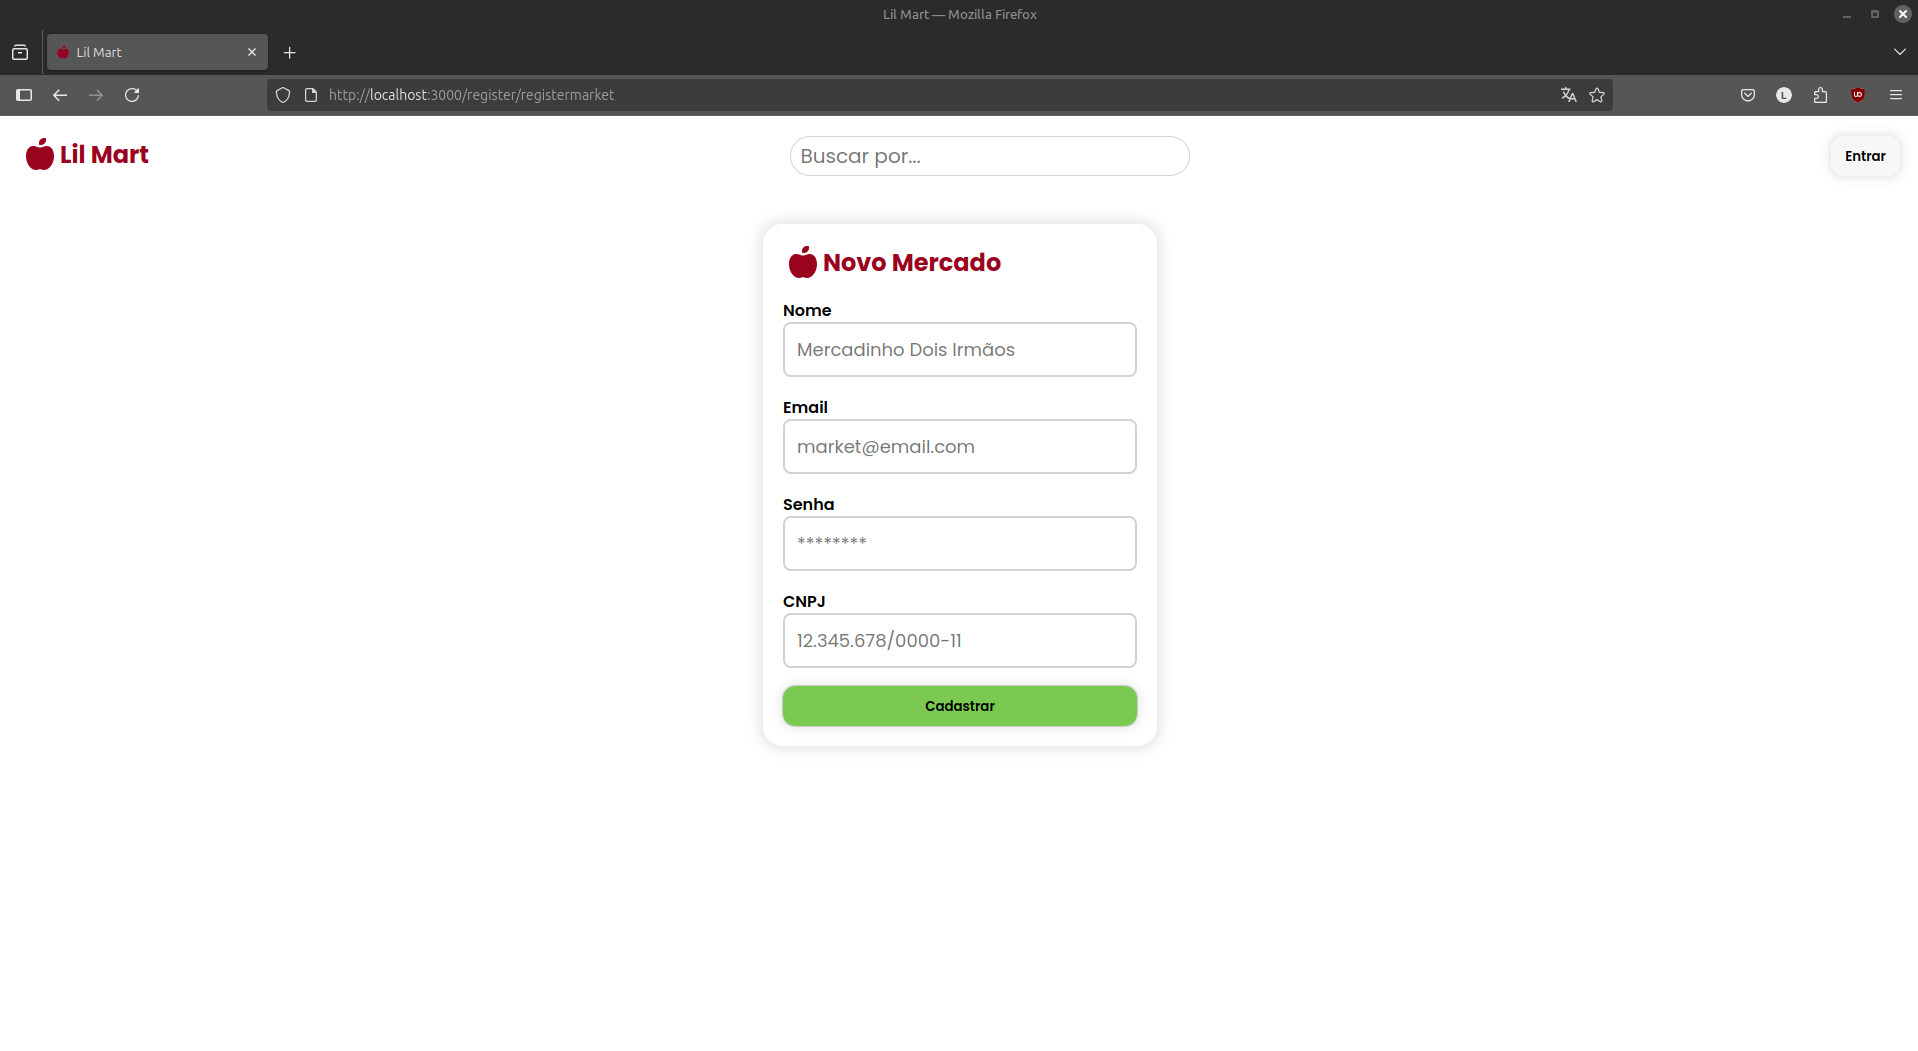 Lil Mart — Mozilla Firefox
Lil Mart
http://localhost:3000/register/registermarket
L
Lil Mart
Buscar por...
Entrar
Novo Mercado
Nome
Mercadinho Dois Irmãos
Email
market@email.com
Senha
********
CNPJ
12.345.678/0000-11
Cadastrar